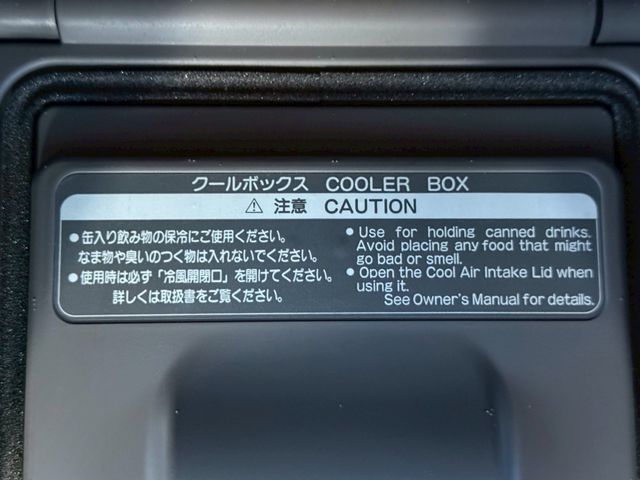 クールボックス COOLER BOX
⚠ 注意 CAUTION
●缶入り飲み物の保冷にご使用ください。
なま物や臭いのつく物は入れないでください。
●使用時は必ず「冷風開閉口」を開けてください。
詳しくは取扱書をご覧ください。
● Use for holding canned drinks.
Avoid placing any food that might
go bad or smell.
● Open the Cool Air Intake Lid when
using it.
See Owner's Manual for details.